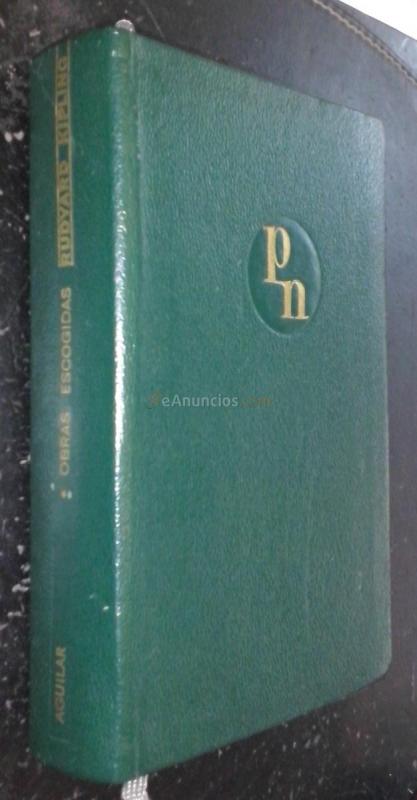 RUDYARD KIPLING
: OBRAS ESCOGIDAS
AGUILAR
pn
eAnuncios.com